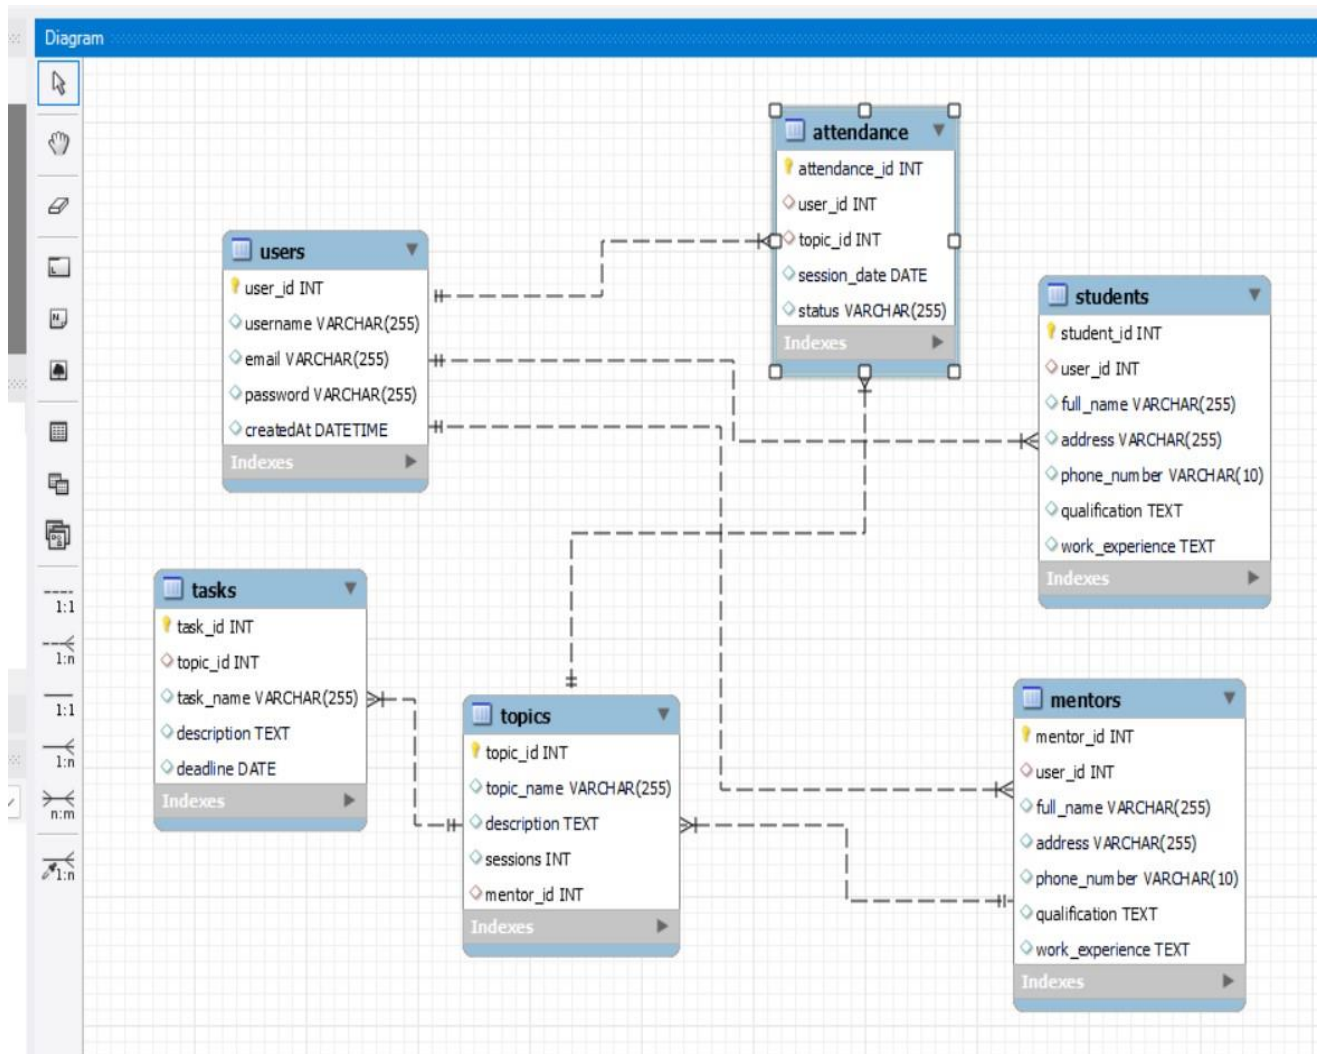 Diagram
attendance
attendance_id INT
user_id INT
topic_id INT
session_date DATE
status VARCHAR(255)
Indexes
users
user_id INT
username VARCHAR(255)
email VARCHAR(255)
password VARCHAR(255)
createdAt DATETIME
Indexes
students
student_id INT
user_id INT
full_name VARCHAR(255)
address VARCHAR(255)
phone_number VARCHAR(10)
qualification TEXT
work_experience TEXT
Indexes
tasks
task_id INT
topic_id INT
task_name VARCHAR(255)
description TEXT
deadline DATE
Indexes
topics
topic_id INT
topic_name VARCHAR(255)
description TEXT
sessions INT
mentor_id INT
Indexes
mentors
mentor_id INT
user_id INT
full_name VARCHAR(255)
address VARCHAR(255)
phone_number VARCHAR(10)
qualification TEXT
work_experience TEXT
Indexes
1:1
1:n
1:1
1:n
n:m
1:n